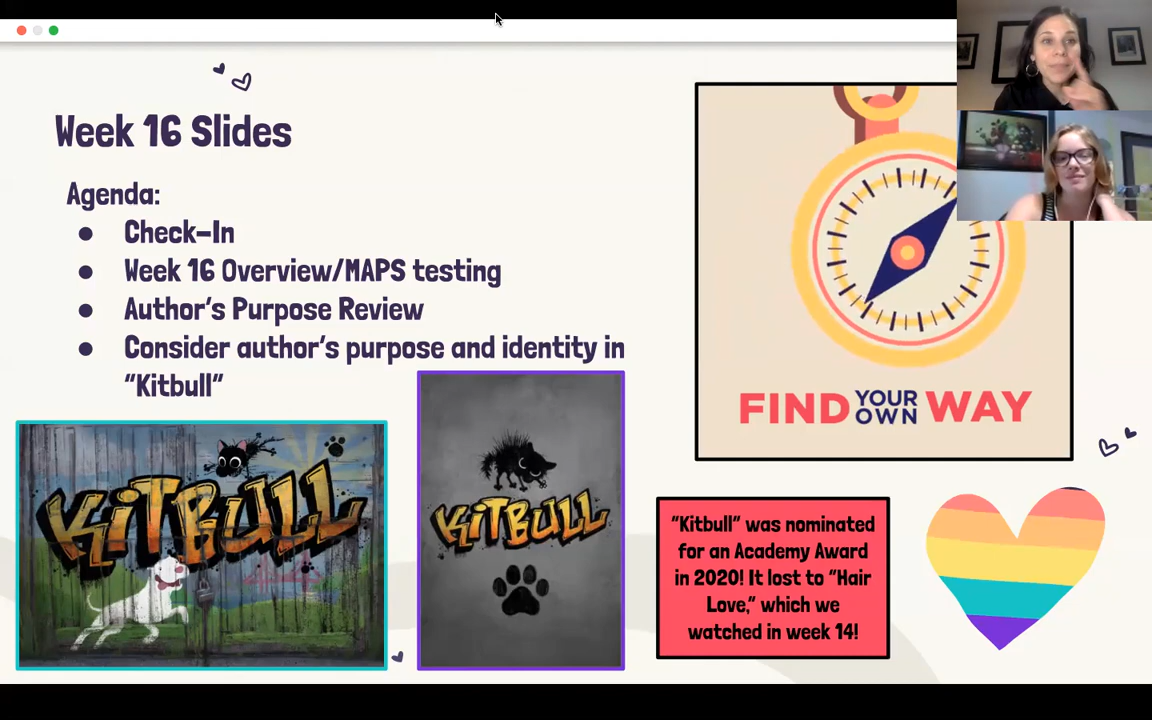 Week 16 Slides
Agenda:
● Check-In
● Week 16 Overview/MAPS testing
● Author's Purpose Review
● Consider author's purpose and identity in
"Kitbull"
KITBULL
KITBULL
FIND YOUR OWN WAY
"Kitbull" was nominated
for an Academy Award
in 2020! It lost to "Hair
Love," which we
watched in week 14!